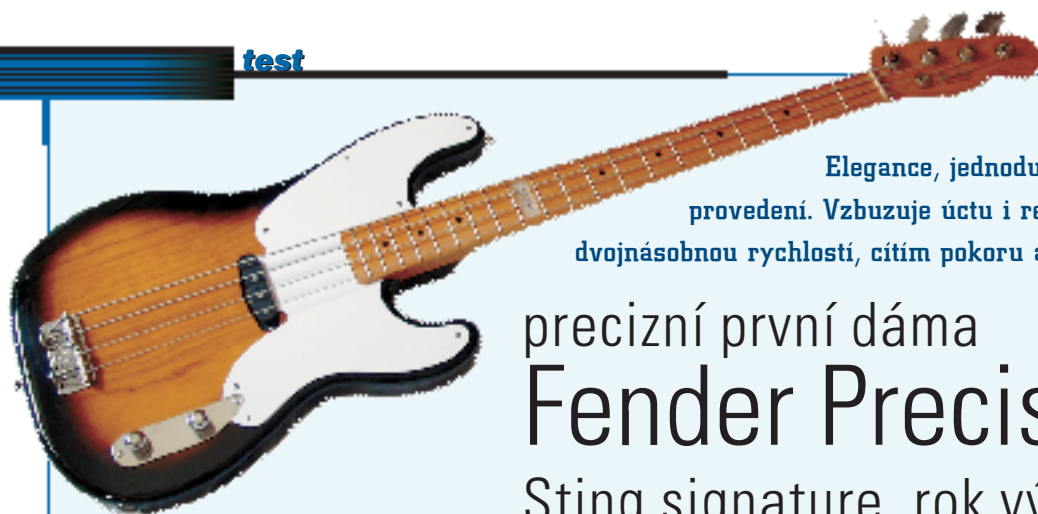 test
Elegance, jednodu
provedení. Vzbuzuje úctu i re
dvojnásobnou rychlostí, cítím pokoru a
precizní první dáma
Fender Precis
Sting signature, rok vý